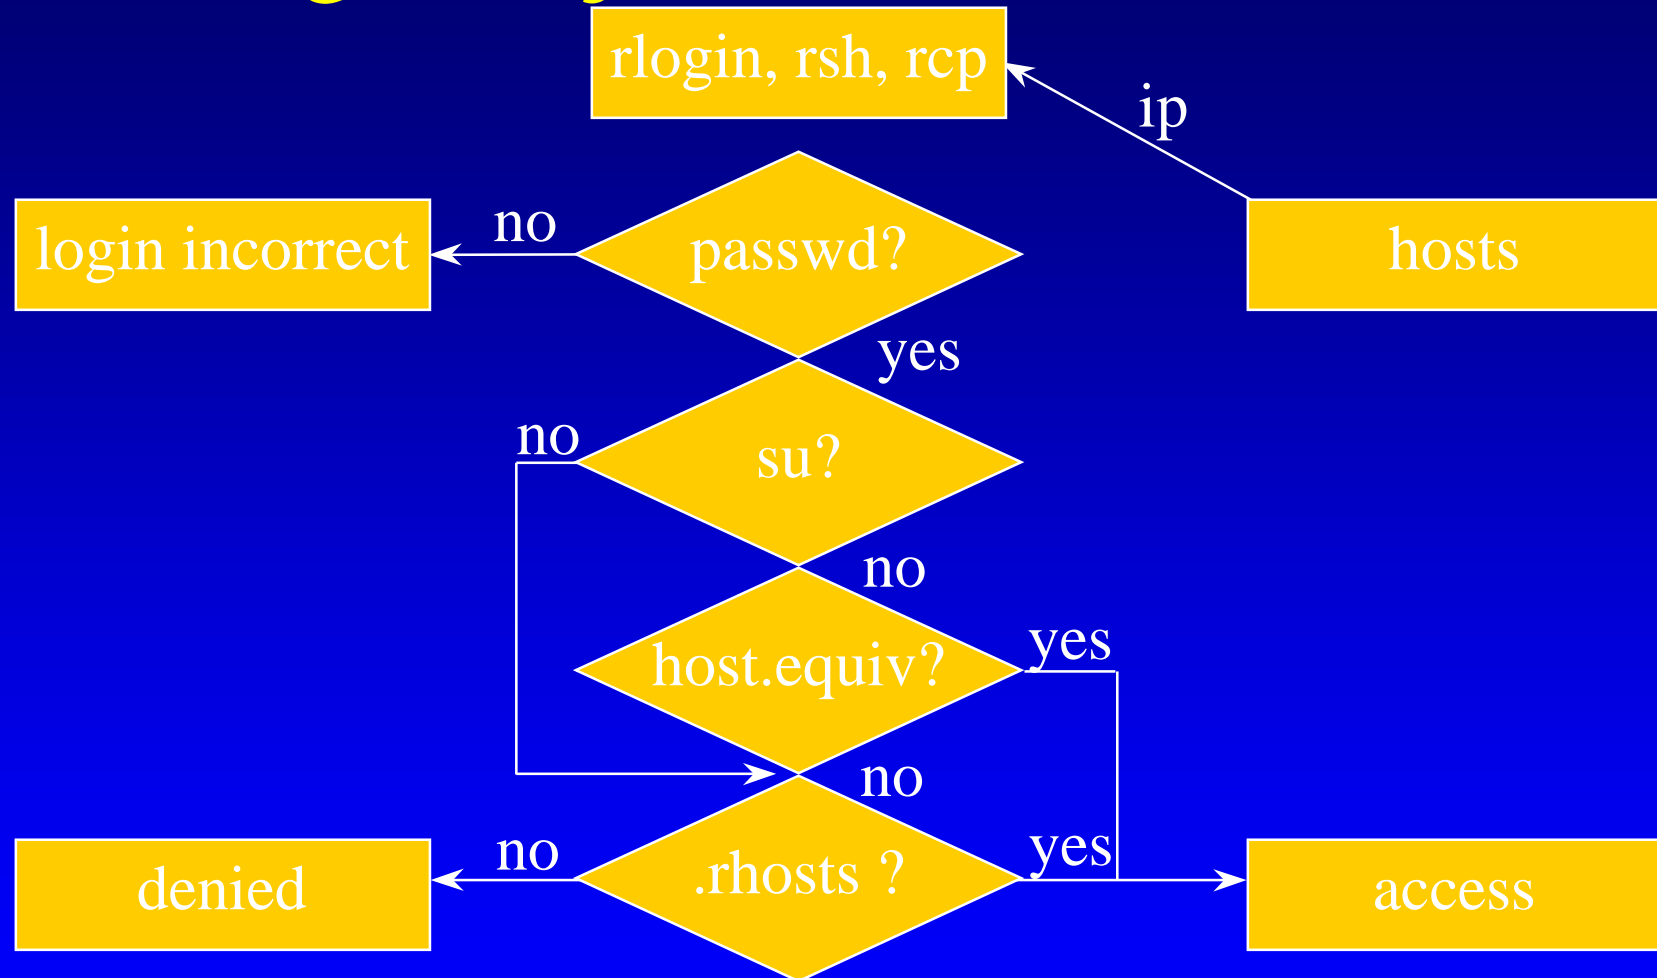 rlogin, rsh, rcp
ip
login incorrect
no
passwd?
hosts
yes
no
su?
no
host.equiv?
yes
no
denied
no
.rhosts ?
yes
access